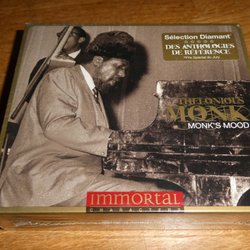 Sélection Diamant
DES ANTHOLOGIES
DE RÉFÉRENCE
THELONIOUS
MONK
MONK'S MOOD
IMMORTAL